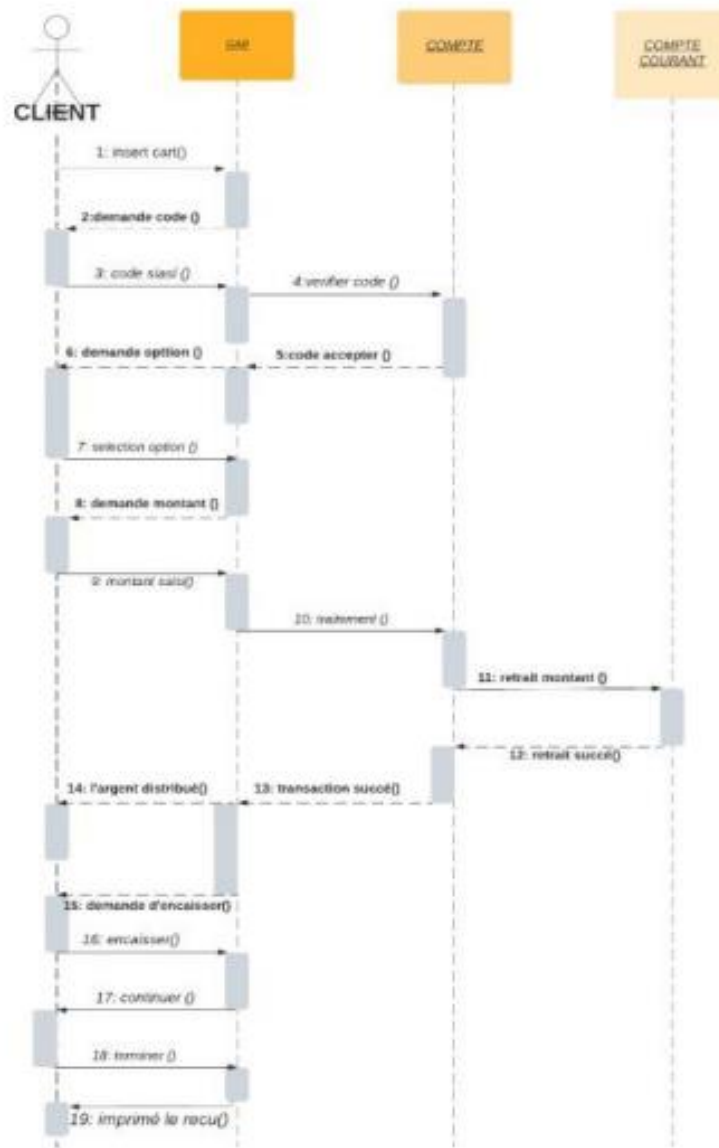 GAB
COMPTE
COMPTE
COURANT
CLIENT
1: insert cart()
2:demande code ()
3: code siasi ()
4:verifier code ()
6: demande opttion ()
5:code accepter ()
7: selection option ()
8: demande montant ()
9: montant saisi()
10: traitement ()
11: retrait montant ()
12: retrait succé()
14: l'argent distribué()
13: transaction succé()
15: demande d'encaisser()
16: encaisser()
17: continuer ()
18: terminer ()
19: imprimé le recu()